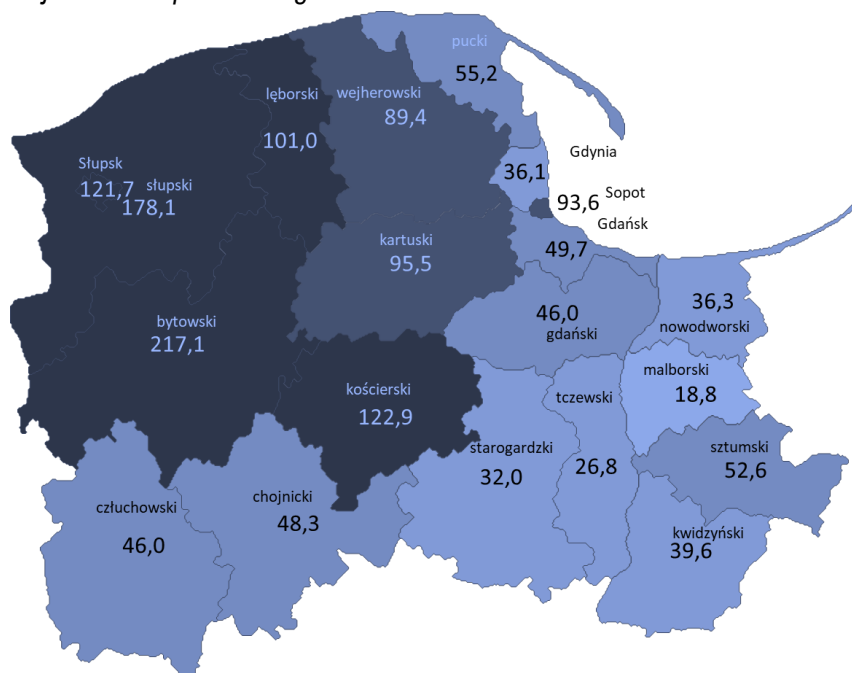 pucki
55,2
lęborski
101,0
wejherowski
89,4
Gdynia
36,1
Słupsk
121,7
słupski
178,1
Sopot
93,6
Gdańsk
49,7
kartuski
95,5
36,3
nowodworski
bytowski
217,1
46,0
gdański
malborski
18,8
kościerski
122,9
tczewski
26,8
starogardzki
32,0
sztumski
52,6
chojnicki
48,3
człuchowski
46,0
kwidzyński
39,6